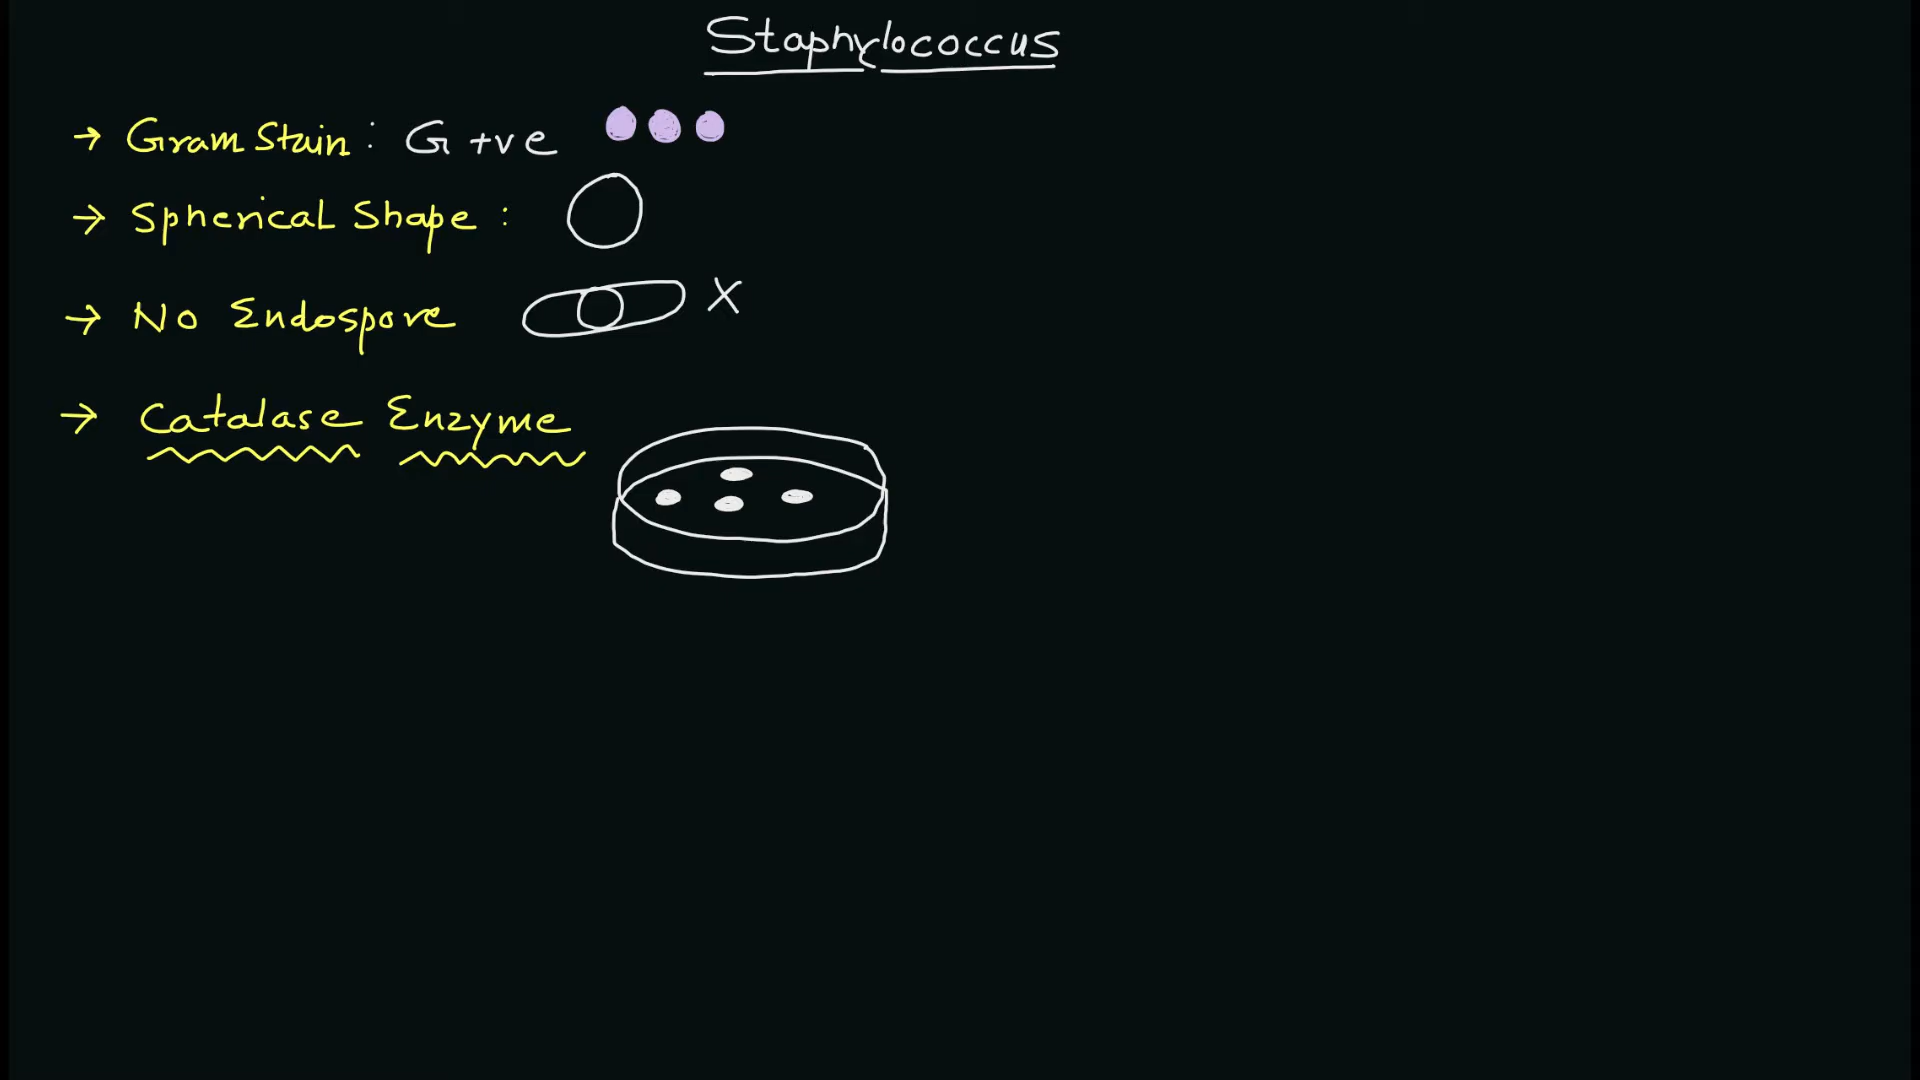 Staphylococcus
→ Gram Stain : G +ve
→ Spherical Shape :
→ No Endospore X
→ Catalase Enzyme